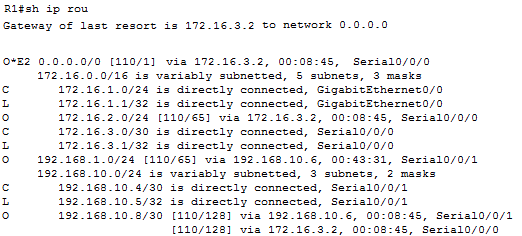 R1#sh ip rou
Gateway of last resort is 172.16.3.2 to network 0.0.0.0
O*E2 0.0.0.0/0 [110/1] via 172.16.3.2, 00:08:45, Serial0/0/0
172.16.0.0/16 is variably subnetted, 5 subnets, 3 masks
C 172.16.1.0/24 is directly connected, GigabitEthernet0/0
L 172.16.1.1/32 is directly connected, GigabitEthernet0/0
O 172.16.2.0/24 [110/65] via 172.16.3.2, 00:08:45, Serial0/0/0
C 172.16.3.0/30 is directly connected, Serial0/0/0
L 172.16.3.1/32 is directly connected, Serial0/0/0
O 192.168.1.0/24 [110/65] via 192.168.10.6, 00:43:31, Serial0/0/1
192.168.10.0/24 is variably subnetted, 3 subnets, 2 masks
C 192.168.10.4/30 is directly connected, Serial0/0/1
L 192.168.10.5/32 is directly connected, Serial0/0/1
O 192.168.10.8/30 [110/128] via 192.168.10.6, 00:08:45, Serial0/0/1
[110/128] via 172.16.3.2, 00:08:45, Serial0/0/0